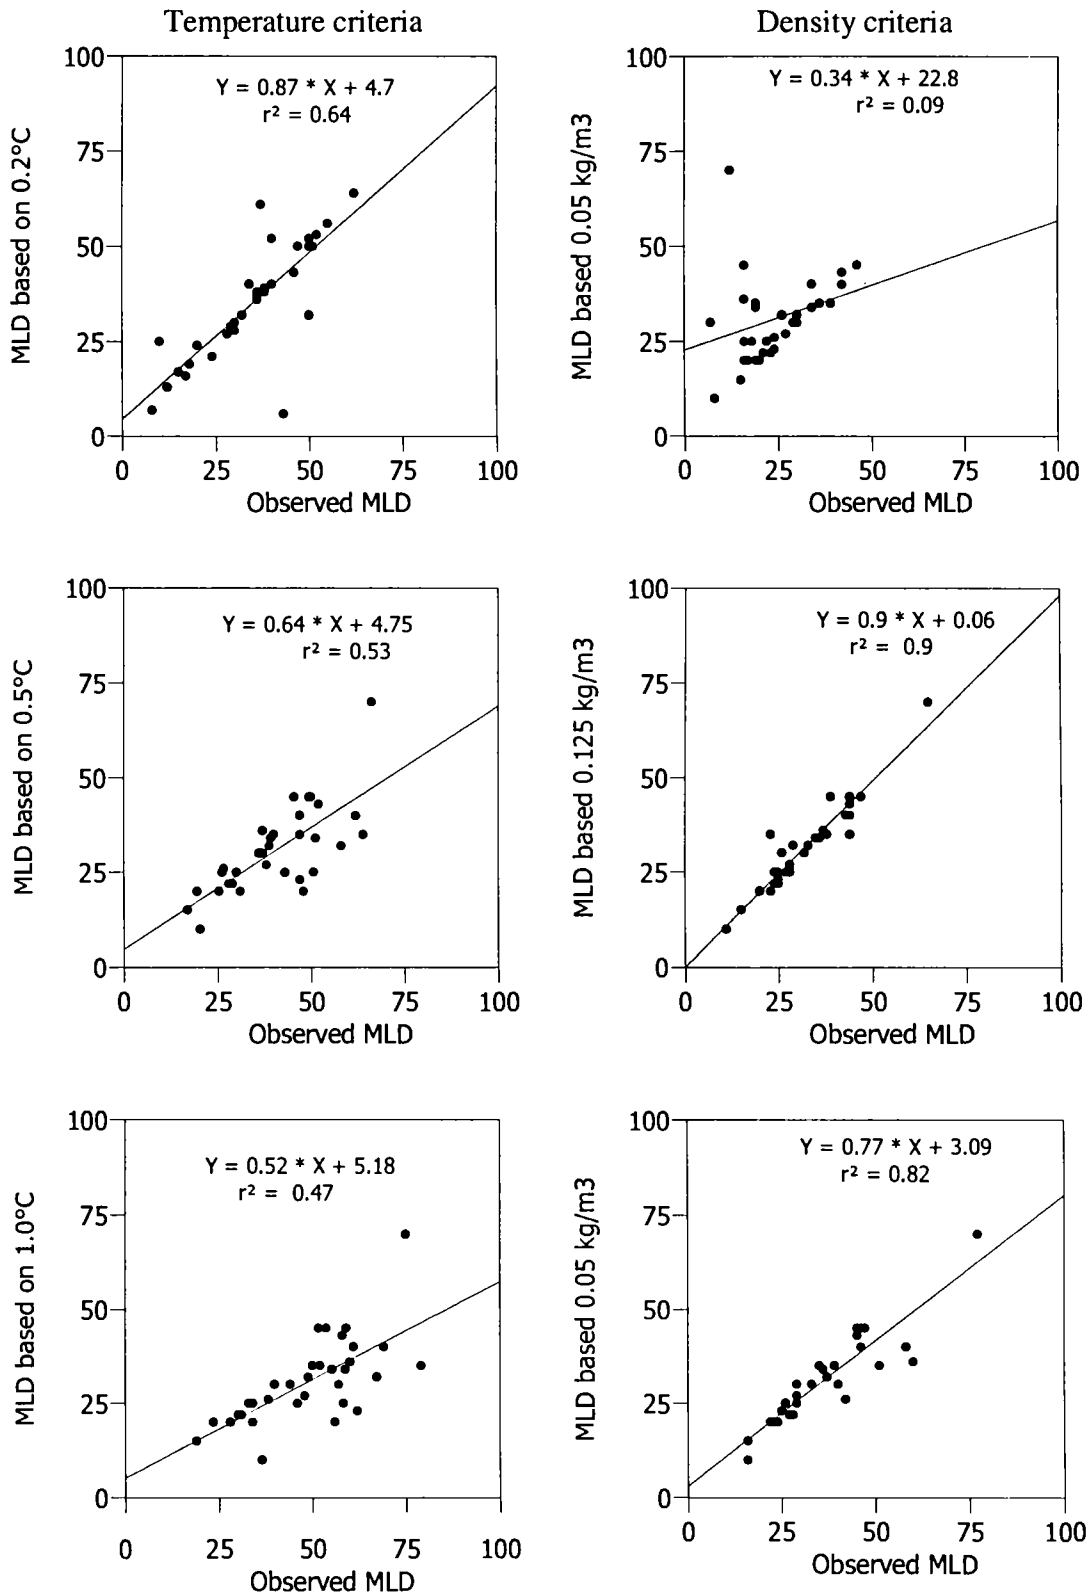 Temperature criteria
Density criteria
Y = 0.87 * X + 4.7
r² = 0.64
MLD based on 0.2°C
100
75
50
25
0
0 25 50 75 100
Observed MLD
Y = 0.34 * X + 22.8
r² = 0.09
MLD based 0.05 kg/m3
100
75
50
25
0
0 25 50 75 100
Observed MLD
Y = 0.64 * X + 4.75
r² = 0.53
MLD based on 0.5°C
100
75
50
25
0
0 25 50 75 100
Observed MLD
Y = 0.9 * X + 0.06
r² = 0.9
MLD based 0.125 kg/m3
100
75
50
25
0
0 25 50 75 100
Observed MLD
Y = 0.52 * X + 5.18
r² = 0.47
MLD based on 1.0°C
100
75
50
25
0
0 25 50 75 100
Observed MLD
Y = 0.77 * X + 3.09
r² = 0.82
MLD based 0.05 kg/m3
100
75
50
25
0
0 25 50 75 100
Observed MLD